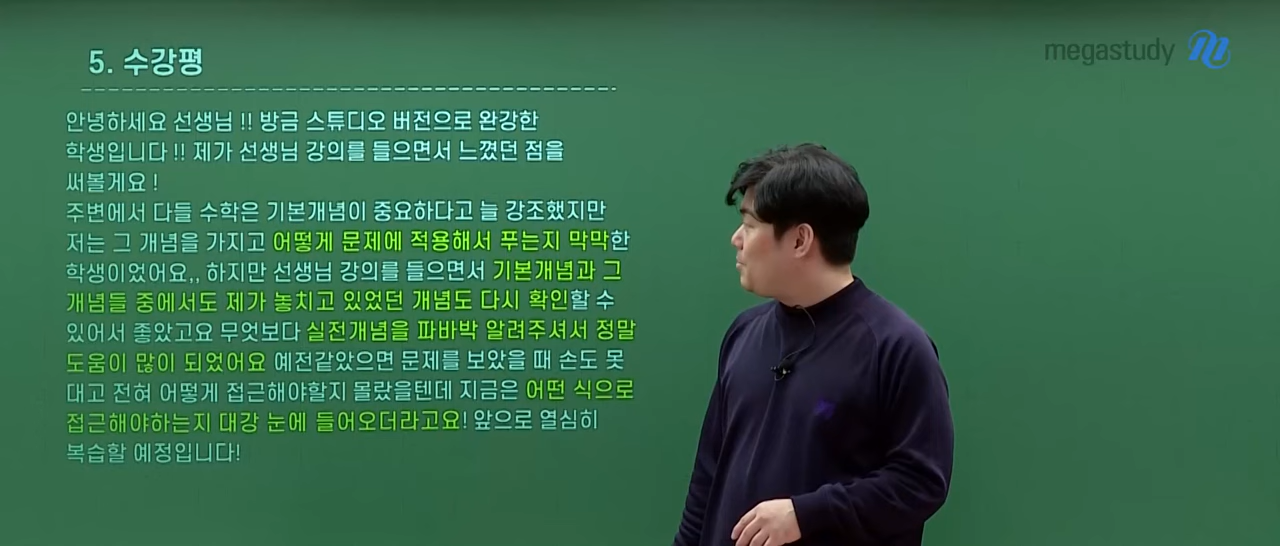 megastudy
5. 수강평
안녕하세요 선생님 !! 방금 스튜디오 버전으로 완강한
학생입니다 !! 제가 선생님 강의를 들으면서 느꼈던 점을
써볼게요 !
주변에서 다들 수학은 기본개념이 중요하다고 늘 강조했지만
저는 그 개념을 가지고 어떻게 문제에 적용해서 푸는지 막막한
학생이었어요,, 하지만 선생님 강의를 들으면서 기본개념과 그
개념들 중에서도 제가 놓치고 있었던 개념도 다시 확인할 수
있어서 좋았고요 무엇보다 실전개념을 파바박 알려주셔서 정말
도움이 많이 되었어요 예전같았으면 문제를 보았을 때 손도 못
대고 전혀 어떻게 접근해야할지 몰랐을텐데 지금은 어떤 식으로
접근해야하는지 대강 눈에 들어오더라고요! 앞으로 열심히
복습할 예정입니다!